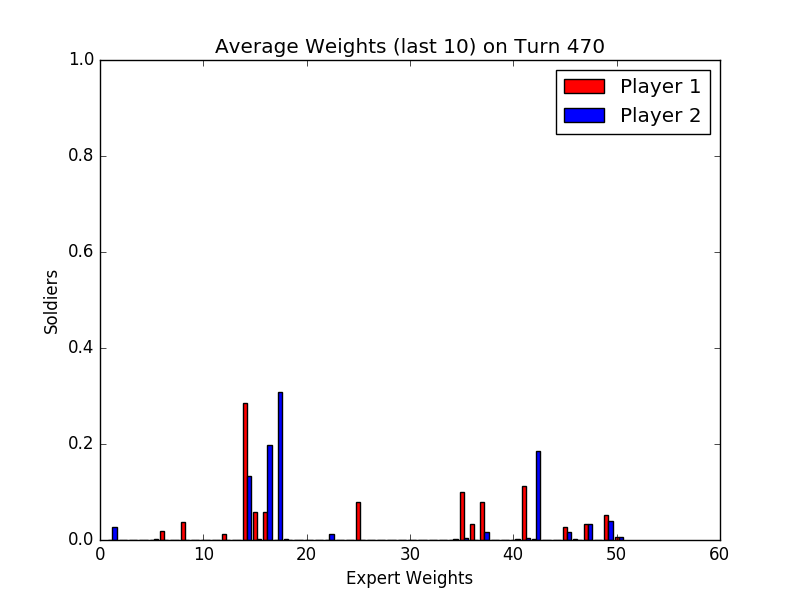 Average Weights (last 10) on Turn 470
1.0
0.8
0.6
0.4
0.2
0.0
Soldiers
Player 1
Player 2
0 10 20 30 40 50 60
Expert Weights